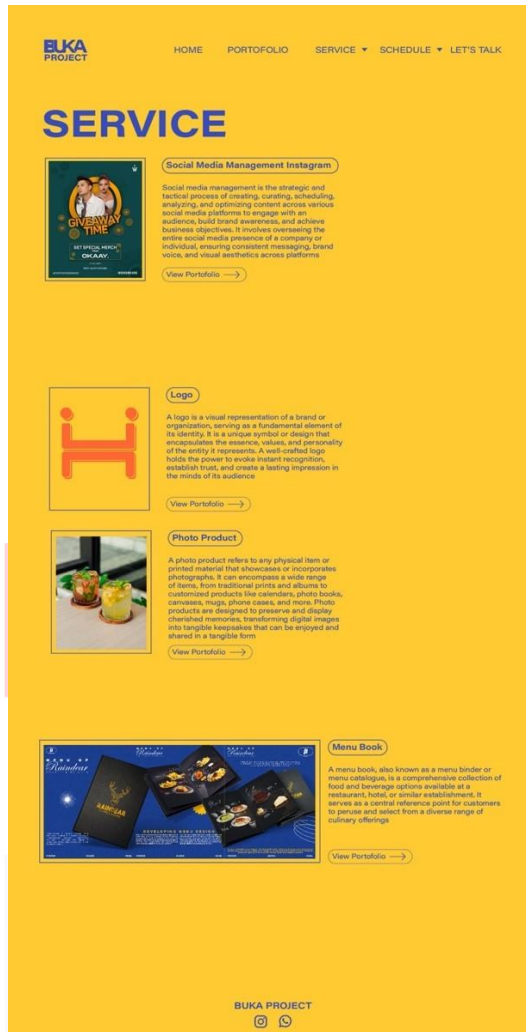 BUKA
PROJECT
HOME
PORTOFOLIO
SERVICE
SCHEDULE
LET'S TALK
SERVICE
GIVEAWAY
TIME
GET SPECIAL MERCH
OKAAY.
Social Media Management Instagram
Social media management is the strategic and
tactical process of creating, curating, scheduling,
analyzing, and optimizing content across various
social media platforms to engage with an
audience, build brand awareness, and achieve
business objectives. It involves overseeing the
entire social media presence of a company or
individual, ensuring consistent messaging, brand
voice, and visual aesthetics across platforms
View Portofolio
Logo
A logo is a visual representation of a brand or
organization, serving as a fundamental element of
its identity. It is a unique symbol or design that
encapsulates the essence, values, and personality
of the entity it represents. A well-crafted logo
holds the power to evoke instant recognition,
establish trust, and create a lasting impression in
the minds of its audience
View Portofolio
Photo Product
A photo product refers to any physical item or
printed material that showcases or incorporates
photographs. It can encompass a wide range
of items, from traditional prints and albums to
customized products like calendars, photo books,
canvases, mugs, phone cases, and more. Photo
products are designed to preserve and display
cherished memories, transforming digital images
into tangible keepsakes that can be enjoyed and
shared in a tangible form
View Portofolio
MENU OF
Raindear
DEVELOPING MENU DESIGN
Menu Book
A menu book, also known as a menu binder or
menu catalogue, is a comprehensive collection of
food and beverage options available at a
restaurant, hotel, or similar establishment. It
serves as a central reference point for customers
to peruse and select from a diverse range of
culinary offerings
View Portofolio
BUKA PROJECT